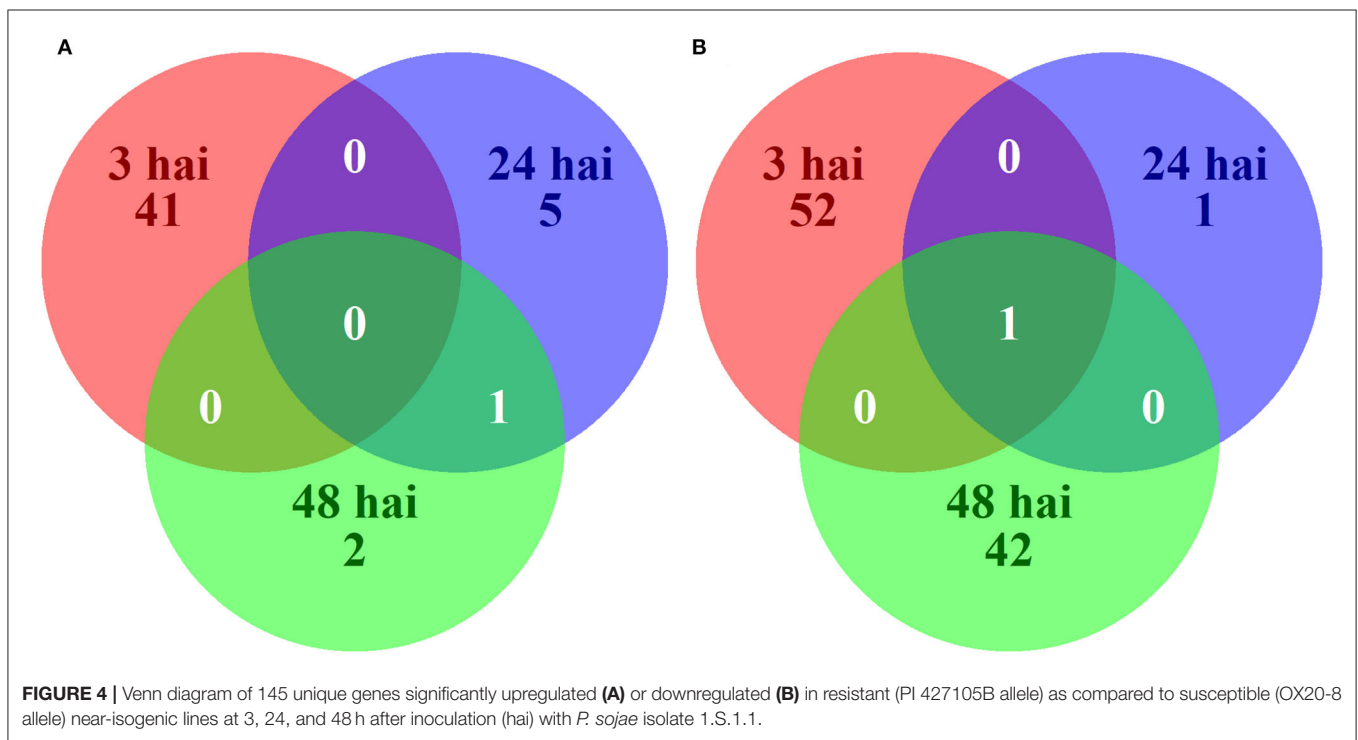 A
3 hai
41
0
24 hai
5
0
0
1
48 hai
2
B
3 hai
52
0
24 hai
1
1
0
0
48 hai
42
FIGURE 4 | Venn diagram of 145 unique genes significantly upregulated (A) or downregulated (B) in resistant (PI 427105B allele) as compared to susceptible (OX20-8
allele) near-isogenic lines at 3, 24, and 48 h after inoculation (hai) with P. sojae isolate 1.S.1.1.